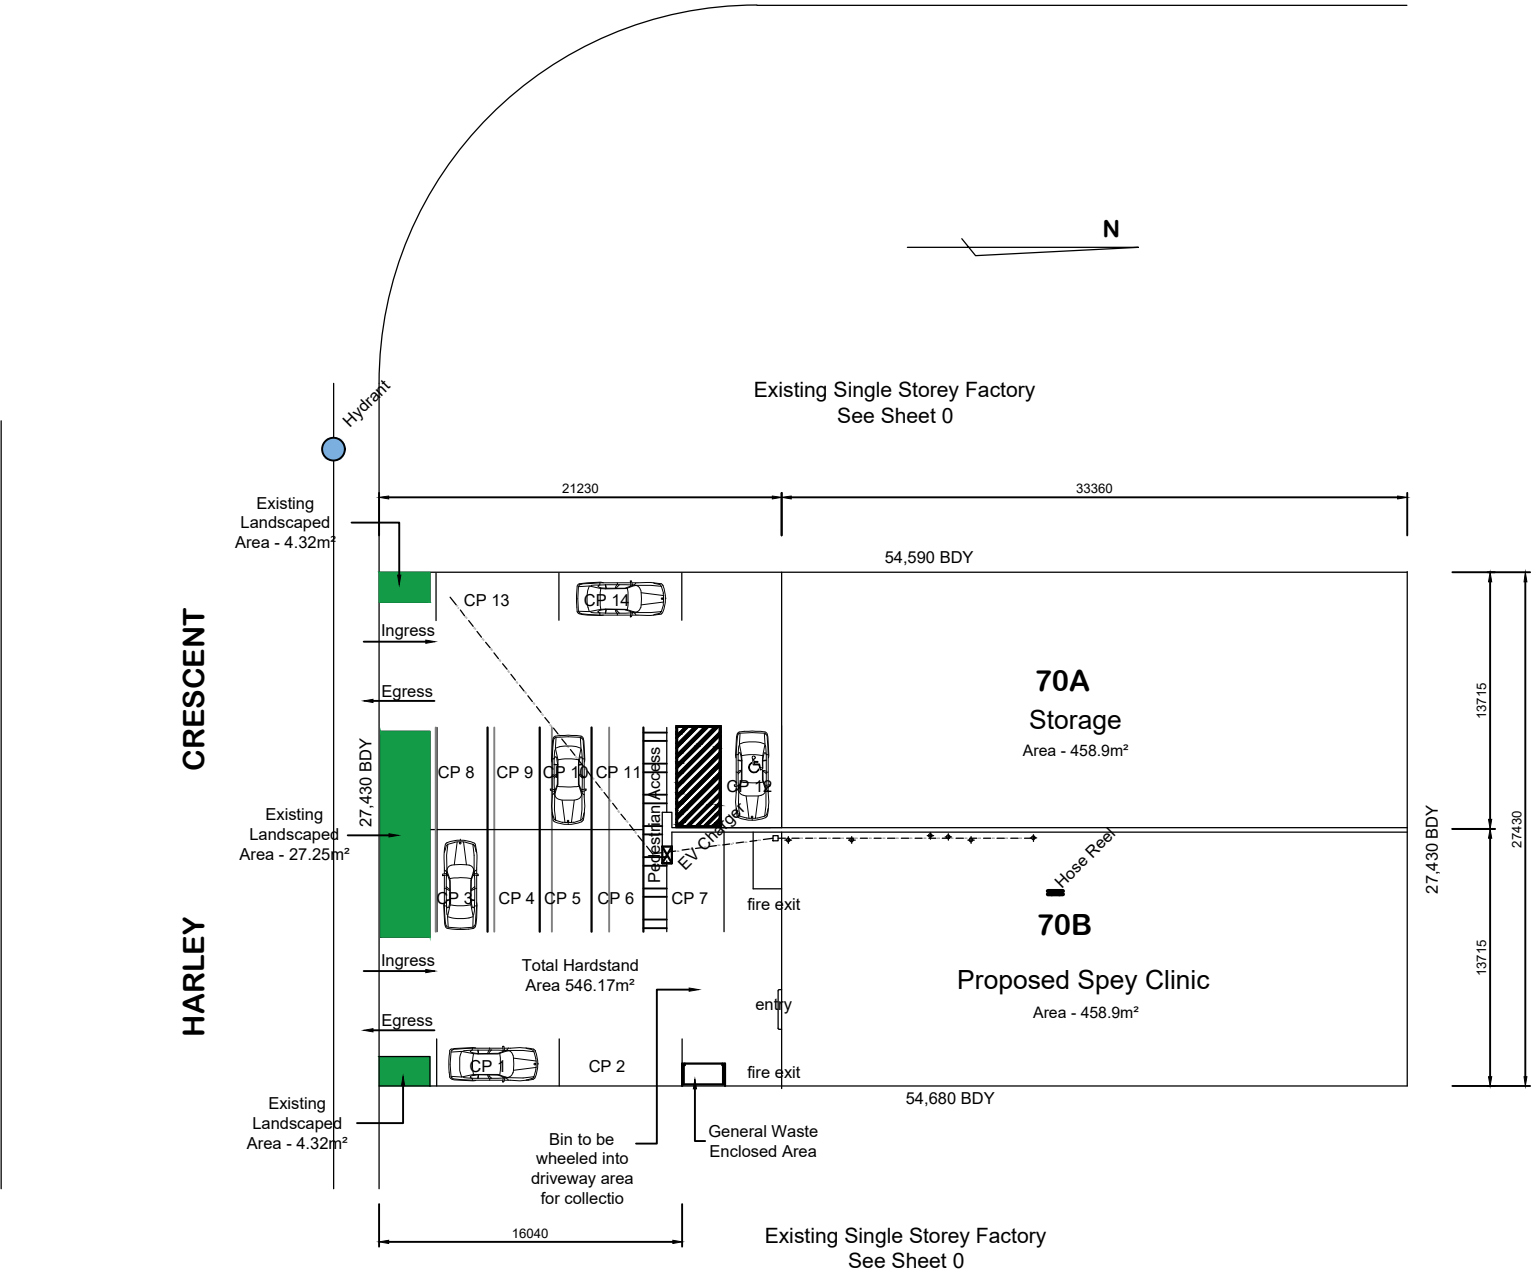 N
Hydrant
Existing Single Storey Factory
See Sheet 0
Existing
Landscaped
Area - 4.32m²
21230
33360
54,590 BDY
CP 13
CP 14
Ingress
Egress
CRESCENT
HARLEY
27,430 BDY
Existing
Landscaped
Area - 27.25m²
CP 8
CP 9
CP 10
CP 11
Pedestrian Access
CP 12
EV Charger
70A
Storage
Area - 458.9m²
13715
27430
27,430 BDY
13715
CP 3
CP 4
CP 5
CP 6
CP 7
fire exit
Hose Reel
70B
Proposed Spey Clinic
Area - 458.9m²
Ingress
Egress
Total Hardstand
Area 546.17m²
entry
CP 1
CP 2
fire exit
54,680 BDY
Existing
Landscaped
Area - 4.32m²
Bin to be
wheeled into
driveway area
for collectio
General Waste
Enclosed Area
16040
Existing Single Storey Factory
See Sheet 0